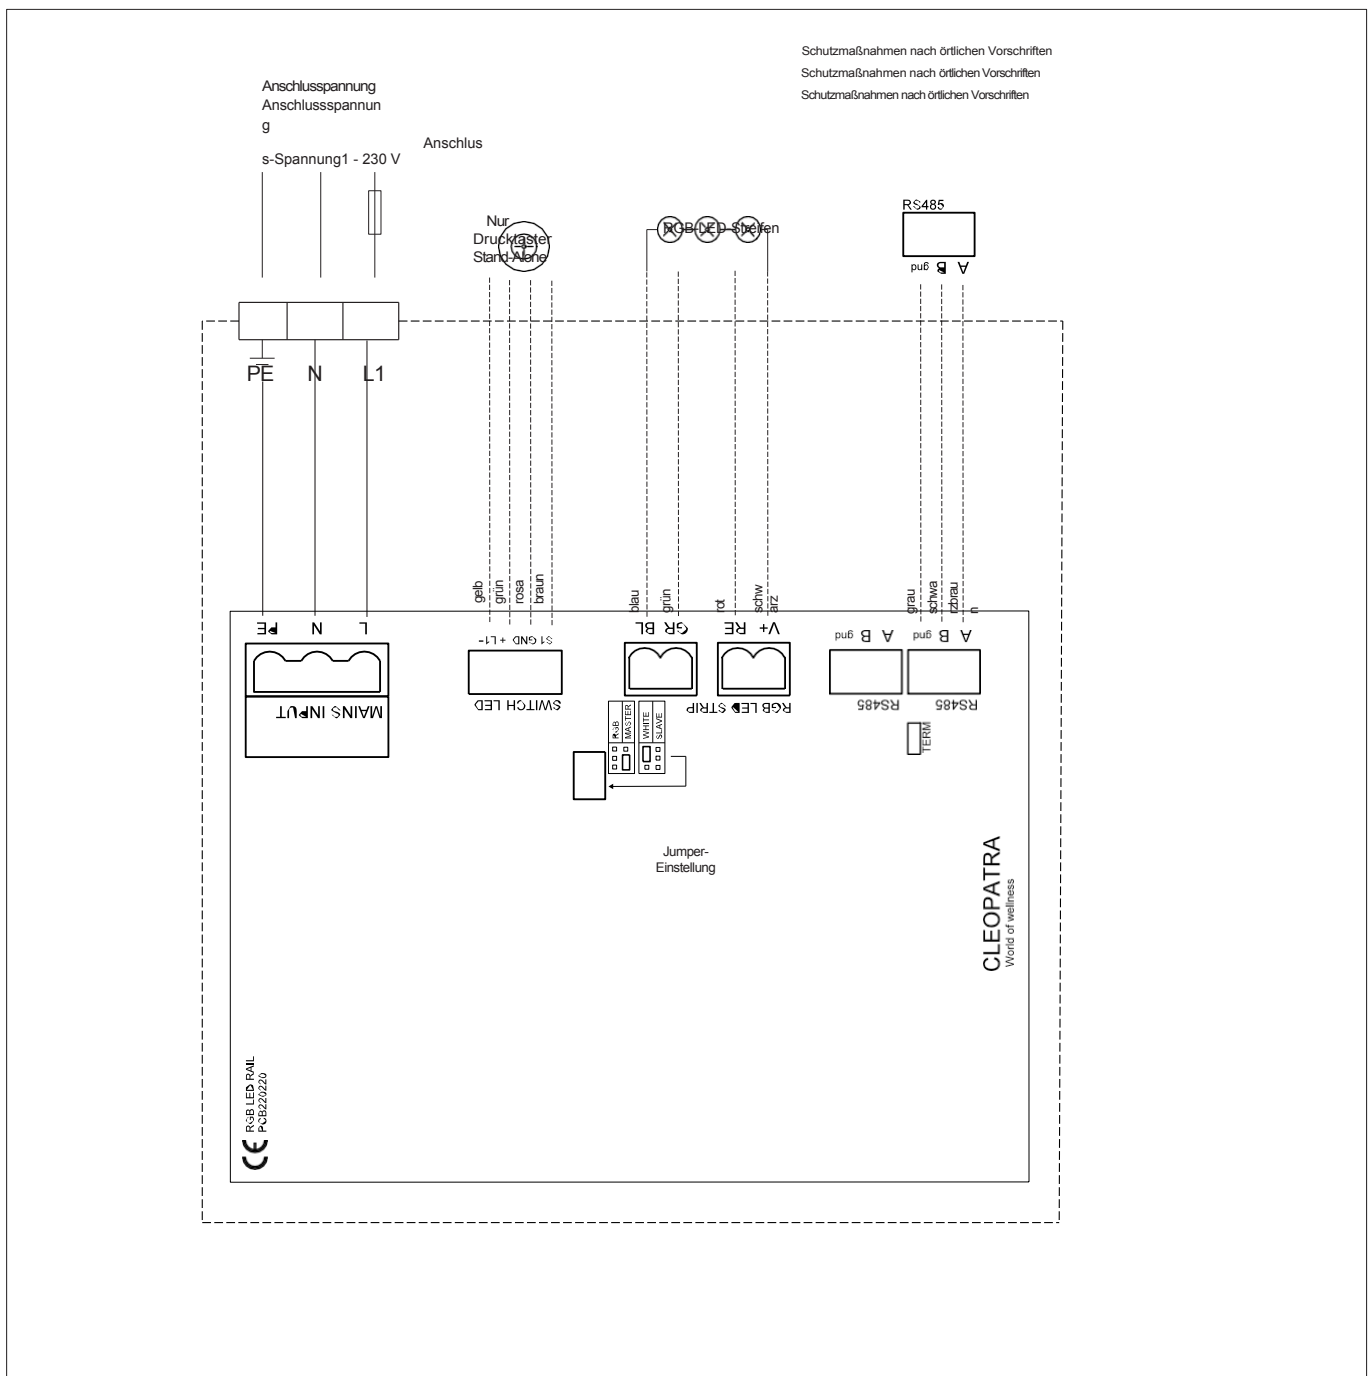 Schutzmaßnahmen nach örtlichen Vorschriften
Schutzmaßnahmen nach örtlichen Vorschriften
Schutzmaßnahmen nach örtlichen Vorschriften
Anschlusspannung
Anschlussspannun
g
Anschlus
s-Spannung1 - 230 V
Nur
Drucktaster
Stand-Alone
RGB-LED-Streifen
RS485
gnd B A
PE N L1
gelb
grün
rosa
braun
blau
grün
rot
schw
arz
grau
schwa
rzbrau
n
PE N L
MAINS INPUT
-L1 + GND S1
SWITCH LED
BL GR
RE V+
RGB LED STRIP
gnd B A
RS485
gnd B A
RS485
TERM
RGB
MASTER
WHITE
SLAVE
Jumper-
Einstellung
CLEOPATRA
World of wellness
CE
RGB LED RAIL
PCB220220